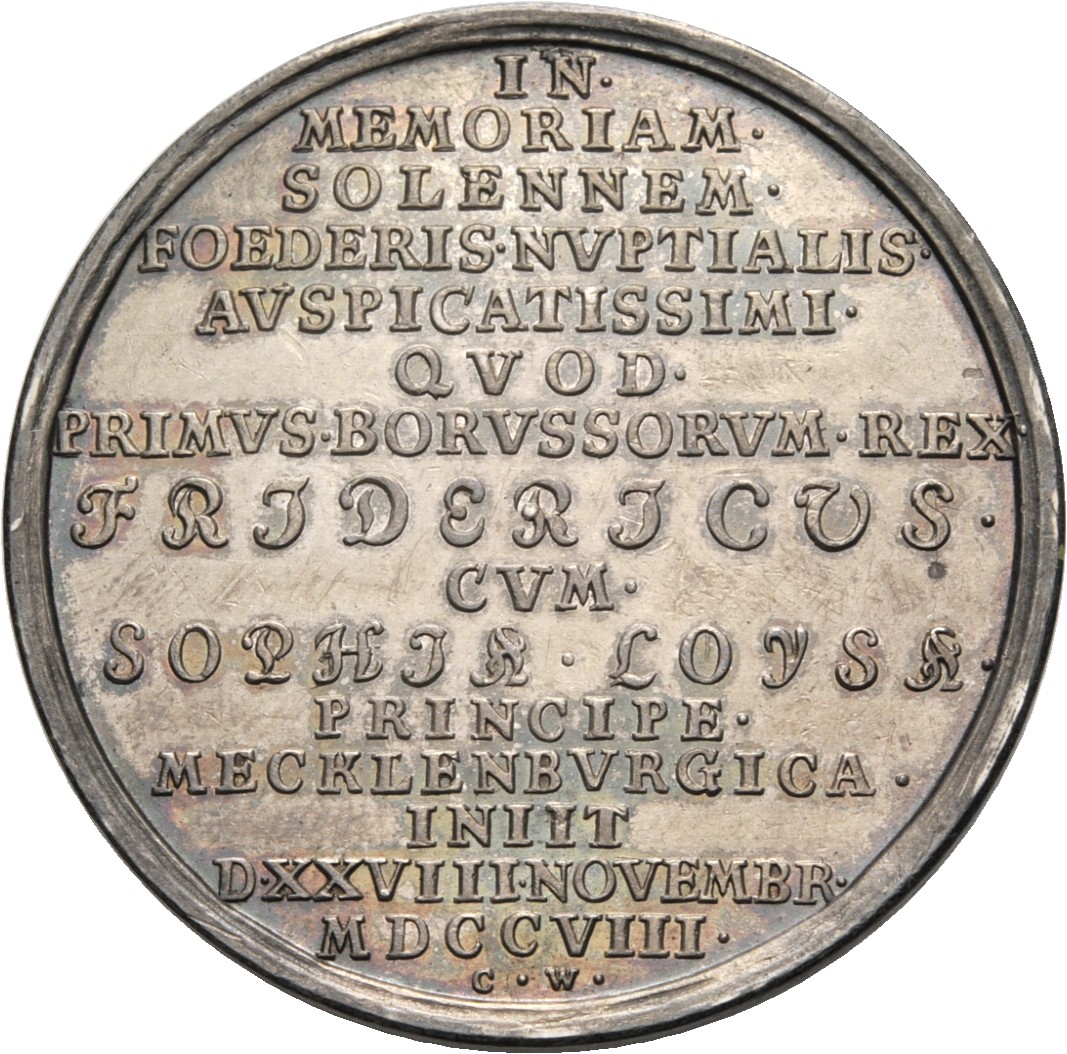 IN·
MEMORIAM·
SOLENNEM·
FOEDERIS·NVPTIALIS·
AVSPICATISSIMI·
QVOD·
PRIMVS·BORVSSORVM·REX
FRIDERICVS·
CVM·
SOPHIA·LOVSA·
PRINCIPE·
MECKLENBVRGICA·
INIIT
D·XXVIII·NOVEMBR·
MDCCVIII·
C·W·